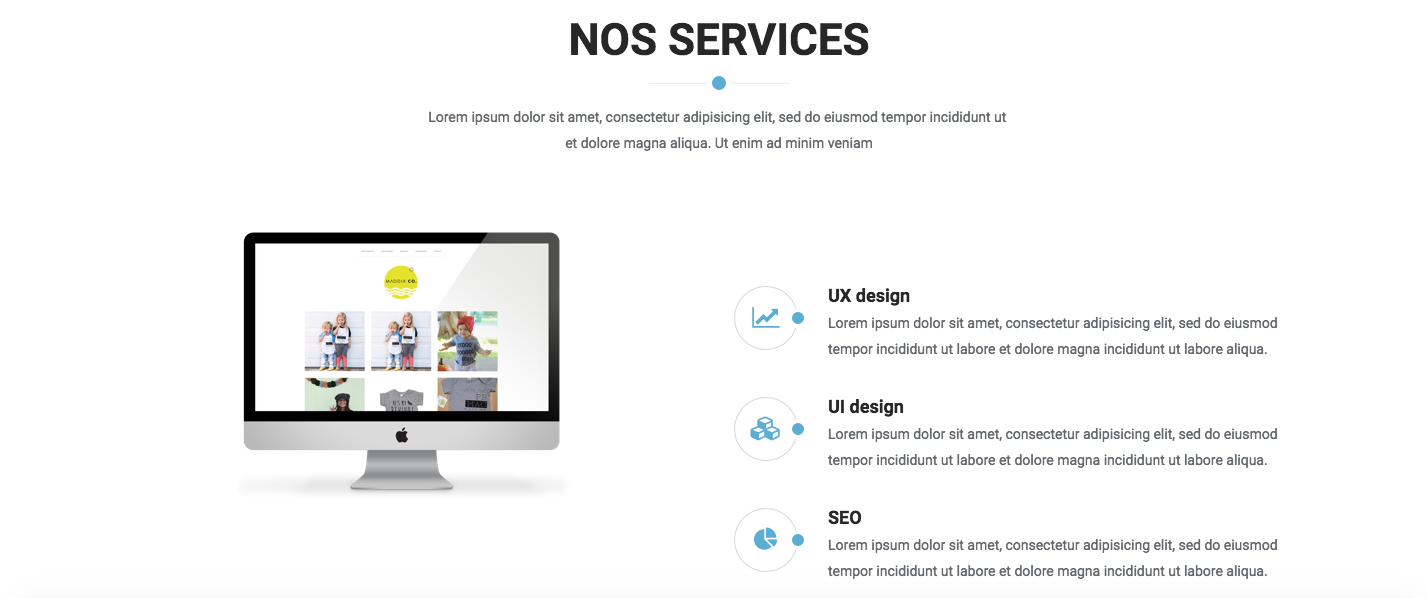 NOS SERVICES
Lorem ipsum dolor sit amet, consectetur adipisicing elit, sed do eiusmod tempor incididunt ut
et dolore magna aliqua. Ut enim ad minim veniam
MADDIE CO.
UX design
Lorem ipsum dolor sit amet, consectetur adipisicing elit, sed do eiusmod
tempor incididunt ut labore et dolore magna incididunt ut labore aliqua.
UI design
Lorem ipsum dolor sit amet, consectetur adipisicing elit, sed do eiusmod
tempor incididunt ut labore et dolore magna incididunt ut labore aliqua.
SEO
Lorem ipsum dolor sit amet, consectetur adipisicing elit, sed do eiusmod
tempor incididunt ut labore et dolore magna incididunt ut labore aliqua.